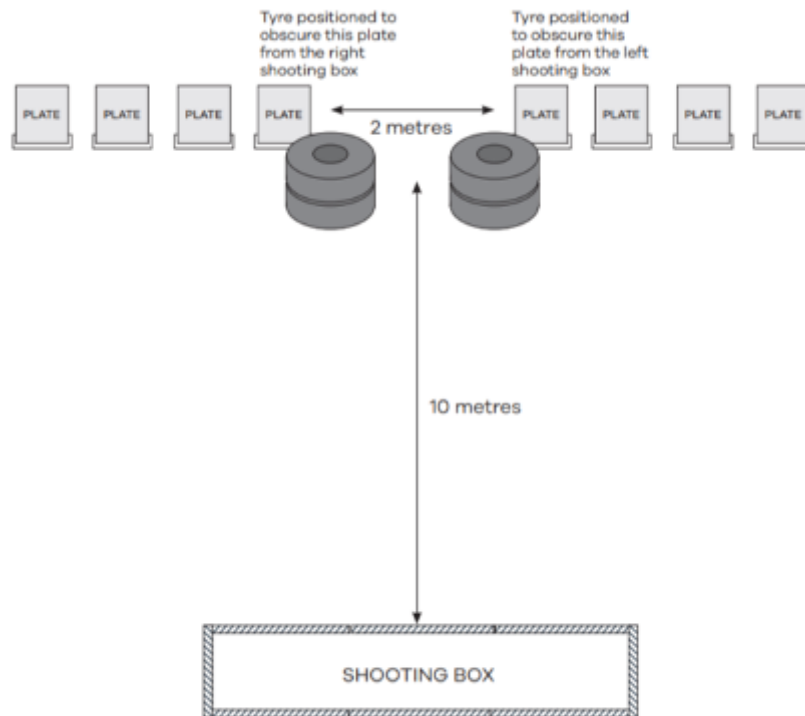 Tyre positioned to
obscure this plate
from the right
shooting box
Tyre positioned
to obscure this
plate from the left
shooting box
PLATE
PLATE
PLATE
PLATE
PLATE
PLATE
PLATE
PLATE
2 metres
10 metres
SHOOTING BOX